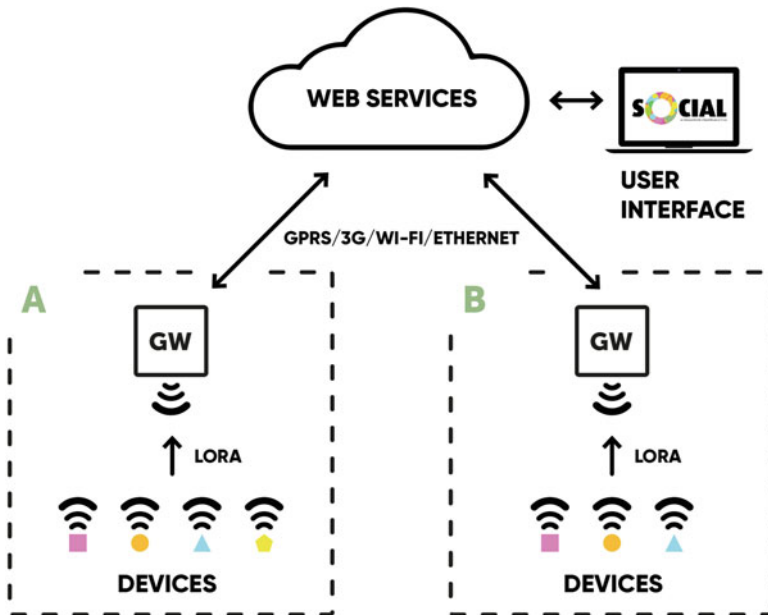 WEB SERVICES
SOCIAL
USER
INTERFACE
GPRS/3G/WI-FI/ETHERNET
A
B
GW
GW
LORA
LORA
DEVICES
DEVICES